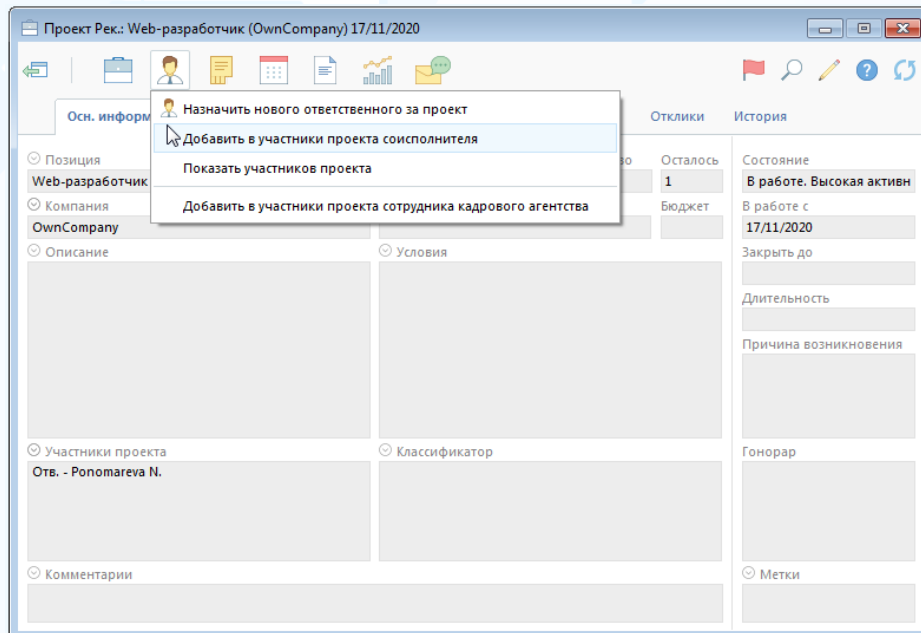 Проект Рек.: Web-разработчик (OwnCompany) 17/11/2020
Назначить нового ответственного за проект
Добавить в участники проекта соисполнителя
Показать участников проекта
Добавить в участники проекта сотрудника кадрового агентства
Осн. информ
Отклики
История
Позиция
Осталось
Состояние
Web-разработчик
1
В работе. Высокая активн
Компания
Бюджет
В работе с
OwnCompany
17/11/2020
Описание
Условия
Закрыть до
Длительность
Причина возникновения
Участники проекта
Классификатор
Гонорар
Отв. - Ponomareva N.
Комментарии
Метки